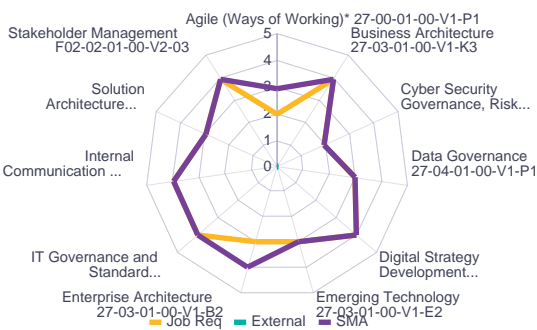 Agile (Ways of Working)* 27-00-01-00-V1-P1
Stakeholder Management
F02-02-01-00-V2-03
Business Architecture
27-03-01-00-V1-K3
5
4
3
2
1
0
Solution
Architecture...
Cyber Security
Governance, Risk...
Internal
Communication ...
Data Governance
27-04-01-00-V1-P1
IT Governance and
Standard...
Digital Strategy
Development...
Enterprise Architecture
27-03-01-00-V1-B2
Emerging Technology
27-03-01-00-V1-E2
Job Req External SMA